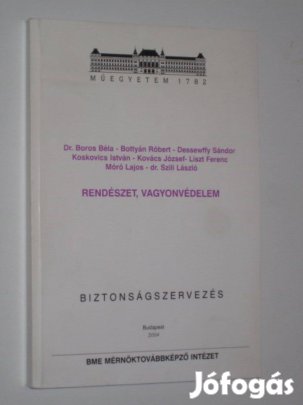 MŰEGYETEM 1782
Dr. Boros Béla - Bottyán Róbert - Dessewffy Sándor
Koskovics István - Kovács József- Liszt Ferenc
Móró Lajos - dr. Szili László
RENDÉSZET, VAGYONVÉDELEM
BIZTONSÁGSZERVEZÉS
Budapest
2004
BME MÉRNÖKTOVÁBBKÉPZŐ INTÉZET
Jófogás